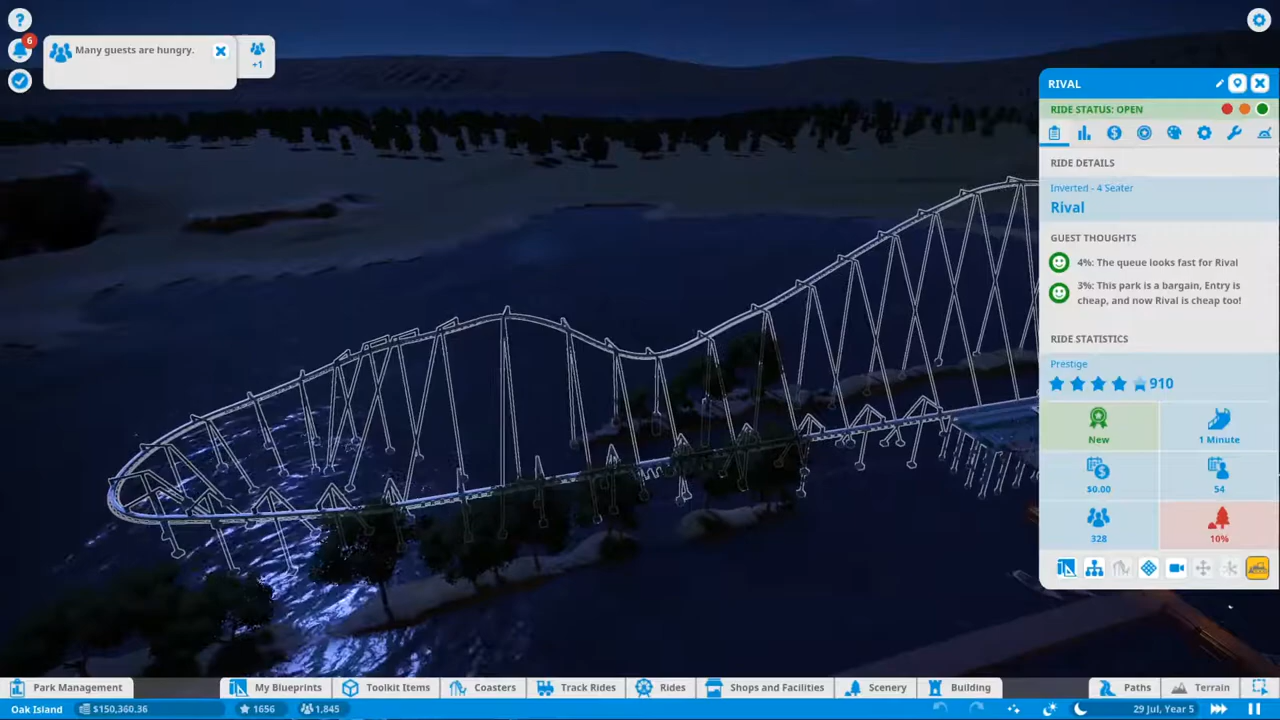 ?
6
Many guests are hungry.
+1
RIVAL
RIDE STATUS: OPEN
RIDE DETAILS
Inverted - 4 Seater
Rival
GUEST THOUGHTS
4%: The queue looks fast for Rival
3%: This park is a bargain, Entry is
cheap, and now Rival is cheap too!
RIDE STATISTICS
Prestige
910
New
1 Minute
$0.00
54
328
10%
Park Management
My Blueprints
Toolkit Items
Coasters
Track Rides
Rides
Shops and Facilities
Scenery
Building
Paths
Terrain
Oak Island
$150,360.36
1656
1,845
29 Jul, Year 5